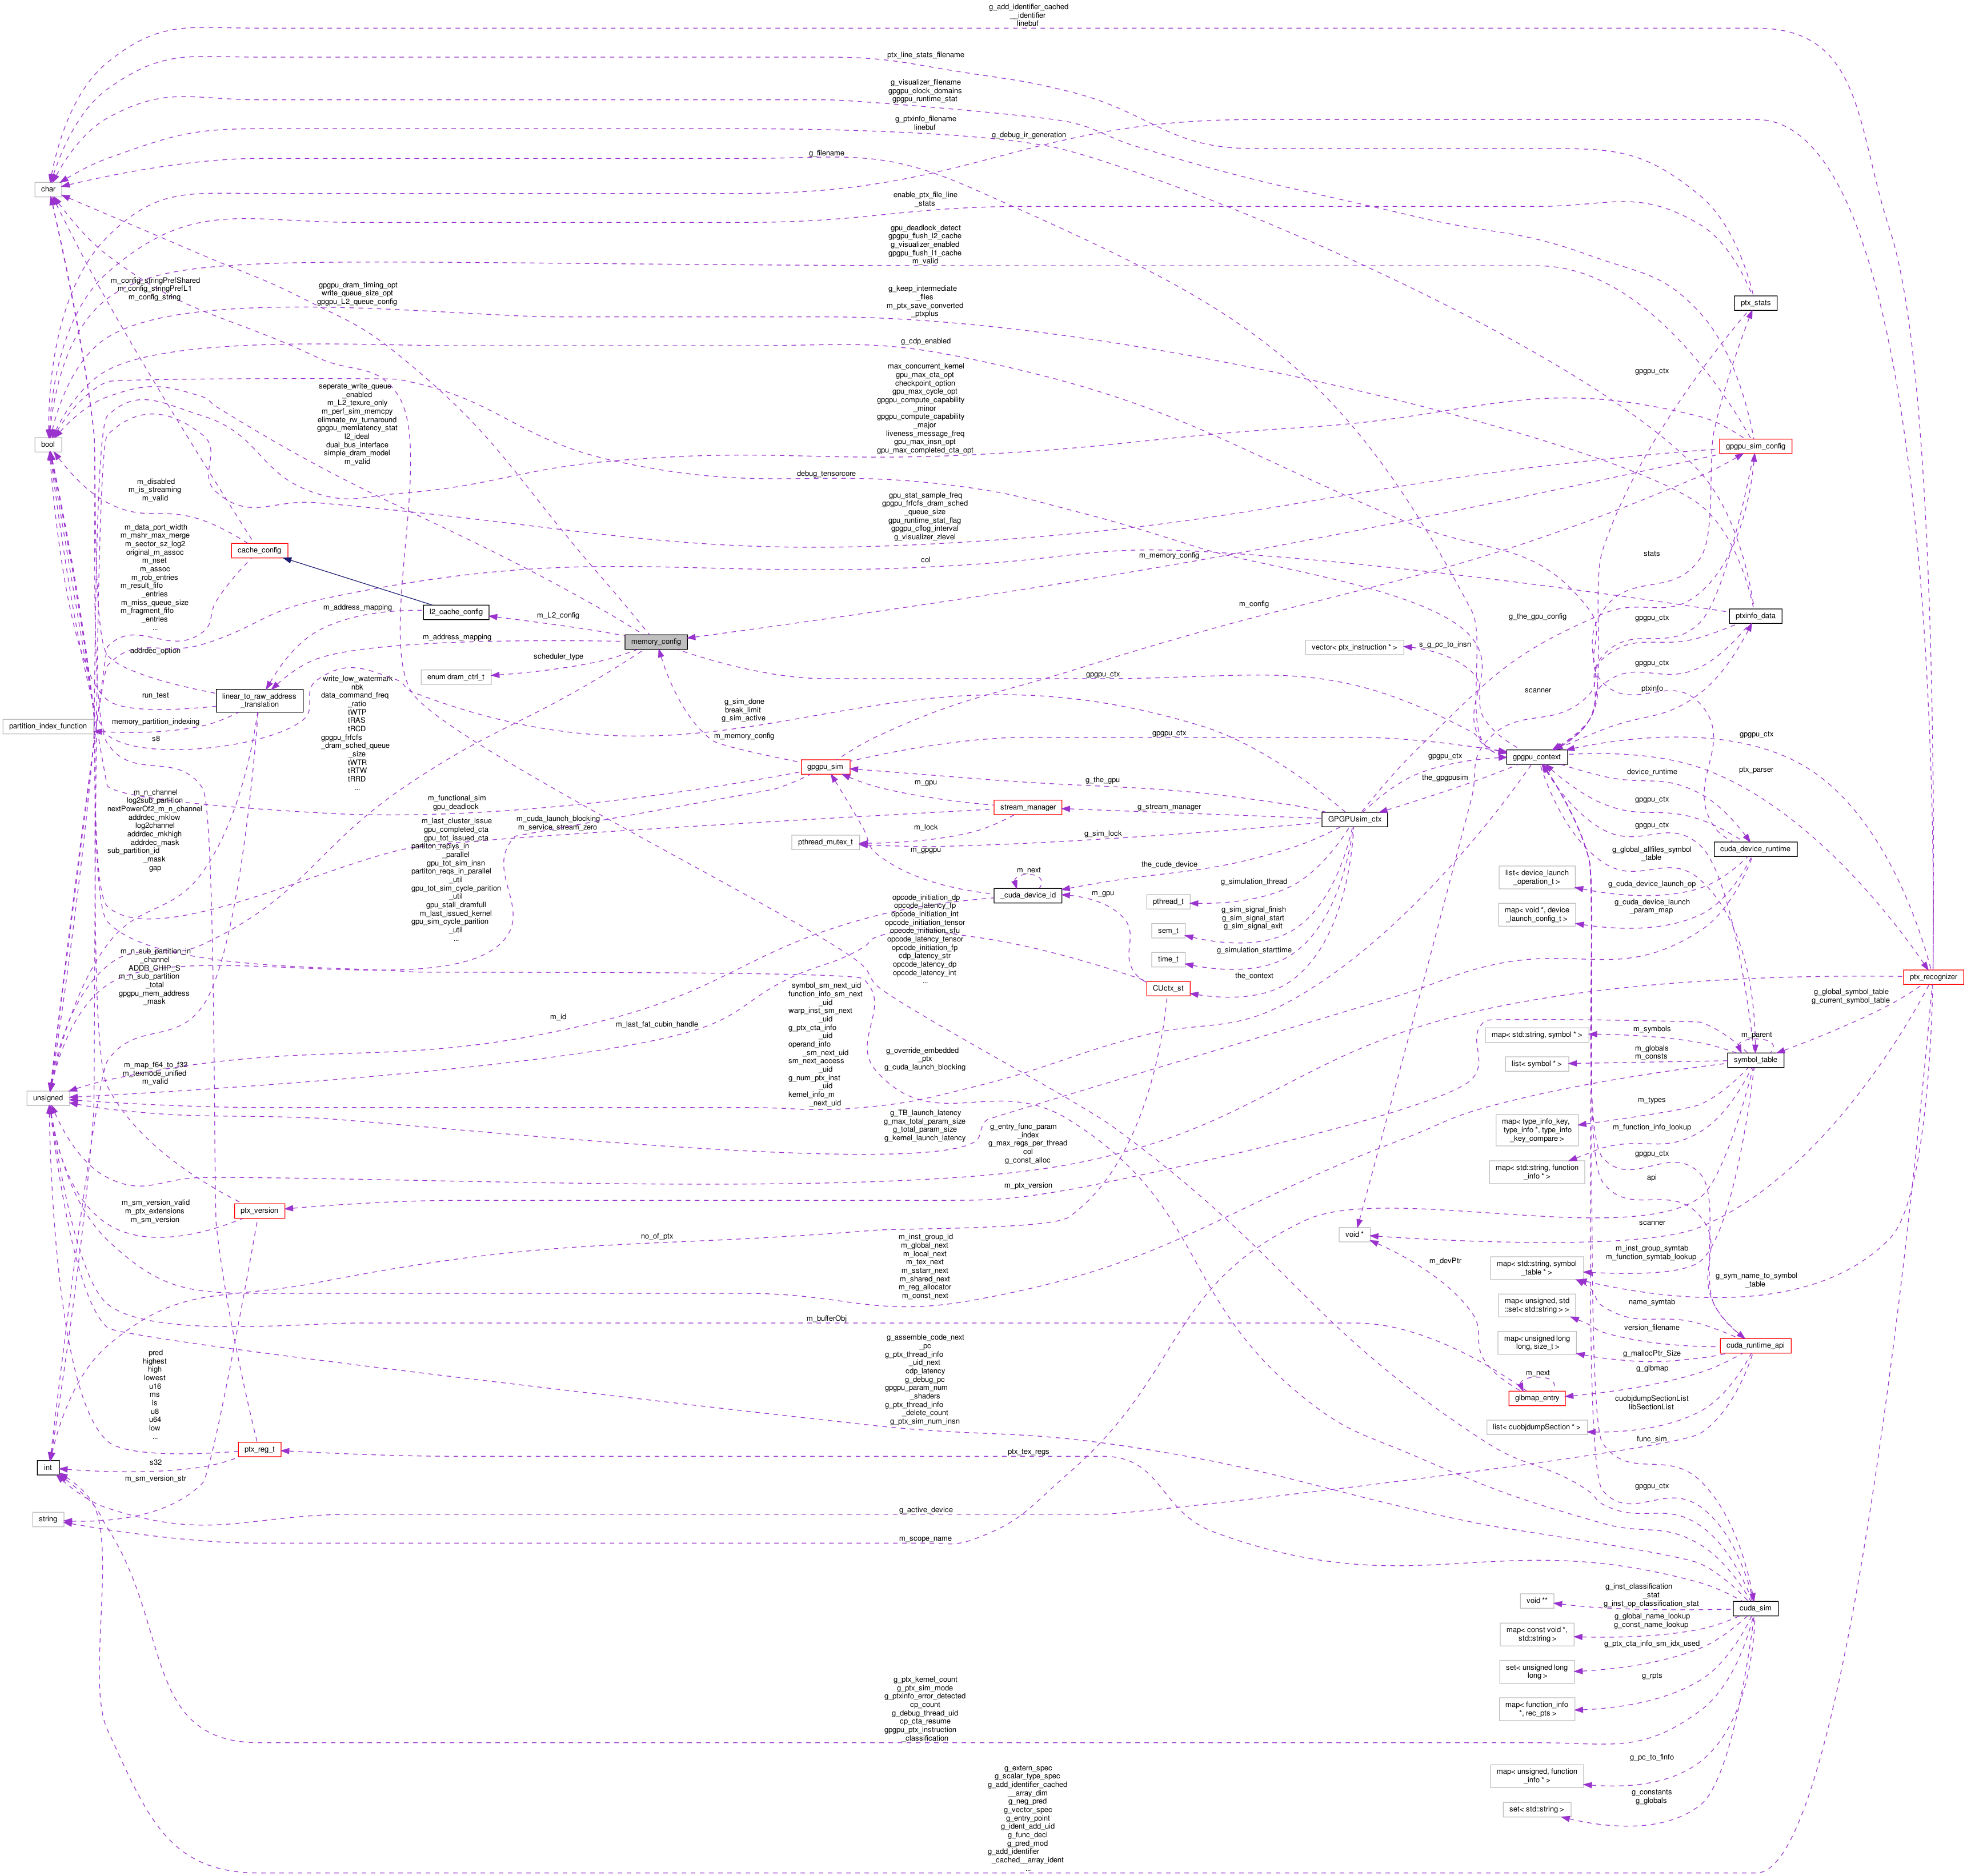 g_add_identifier_cached
__identifier
linebuf
ptx_line_stats_filename
g_visualizer_filename
gpgpu_clock_domains
gpgpu_runtime_stat
g_ptxinfo_filename
linebuf
g_debug_ir_generation
g_filename
char
enable_ptx_file_line
_stats
gpu_deadlock_detect
gpgpu_flush_l2_cache
g_visualizer_enabled
gpgpu_flush_l1_cache
m_valid
m_config_stringPrefShared
m_config_stringPrefL1
m_config_string
gpgpu_dram_timing_opt
write_queue_size_opt
gpgpu_L2_queue_config
g_keep_intermediate
_files
m_ptx_save_converted
_ptxplus
ptx_stats
g_cdp_enabled
gpgpu_ctx
max_concurrent_kernel
gpu_max_cta_opt
checkpoint_option
gpu_max_cycle_opt
gpgpu_compute_capability
_minor
gpgpu_compute_capability
_major
liveness_message_freq
gpu_max_insn_opt
gpu_max_completed_cta_opt
seperate_write_queue
_enabled
m_L2_texure_only
m_perf_sim_memcpy
elimnate_rw_turnaround
gpgpu_memlatency_stat
l2_ideal
dual_bus_interface
simple_dram_model
m_valid
bool
gpgpu_sim_config
debug_tensorcore
m_disabled
m_is_streaming
m_valid
gpu_stat_sample_freq
gpgpu_frfcfs_dram_sched
_queue_size
gpu_runtime_stat_flag
gpgpu_cflog_interval
g_visualizer_zlevel
m_data_port_width
m_mshr_max_merge
m_sector_sz_log2
original_m_assoc
m_nset
m_assoc
m_rob_entries
m_result_fifo
_entries
m_miss_queue_size
m_fragment_fifo
_entries
...
cache_config
col
m_memory_config
stats
m_address_mapping
l2_cache_config
m_L2_config
m_config
g_the_gpu_config
gpgpu_ctx
ptxinfo_data
m_address_mapping
memory_config
vector< ptx_instruction * >
s_g_pc_to_insn
addrdec_option
scheduler_type
enum dram_ctrl_t
gpgpu_ctx
gpgpu_ctx
run_test
linear_to_raw_address
_translation
write_low_watermark
nbk
data_command_freq
_ratio
tWTP
tRAS
tRCD
gpgpu_frfcfs
_dram_sched_queue
_size
tWTR
tRTW
tRRD
...
scanner
ptxinfo
partition_index_function
memory_partition_indexing
s8
g_sim_done
break_limit
g_sim_active
m_memory_config
gpgpu_ctx
gpgpu_ctx
gpgpu_context
gpgpu_ctx
gpgpu_sim
g_the_gpu
the_gpgpusim
device_runtime
ptx_parser
m_gpu
m_n_channel
log2sub_partition
nextPowerOf2_m_n_channel
addrdec_mklow
log2channel
addrdec_mkhigh
addrdec_mask
sub_partition_id
_mask
gap
m_functional_sim
gpu_deadlock
stream_manager
g_stream_manager
GPGPUsim_ctx
gpgpu_ctx
m_cuda_launch_blocking
m_service_stream_zero
m_last_cluster_issue
gpu_completed_cta
gpu_tot_issued_cta
partiton_replys_in
_parallel
gpu_tot_sim_insn
partiton_reqs_in_parallel
_util
gpu_tot_sim_cycle_parition
_util
gpu_stall_dramfull
m_last_issued_kernel
gpu_sim_cycle_parition
_util
...
m_lock
pthread_mutex_t
g_sim_lock
gpgpu_ctx
m_gpgpu
g_global_allfiles_symbol
_table
cuda_device_runtime
the_cude_device
m_next
_cuda_device_id
m_gpu
g_simulation_thread
pthread_t
list< device_launch
_operation_t >
g_cuda_device_launch_op
map< void *, device
_launch_config_t >
g_cuda_device_launch
_param_map
opcode_initiation_dp
opcode_latency_fp
opcode_initiation_int
opcode_initiation_tensor
opcode_initiation_sfu
opcode_latency_tensor
opcode_initiation_fp
cdp_latency_str
opcode_latency_dp
opcode_latency_int
...
g_sim_signal_finish
g_sim_signal_start
g_sim_signal_exit
sem_t
g_simulation_starttime
time_t
the_context
CUctx_st
ptx_recognizer
m_n_sub_partition_in
_channel
ADDB_CHIP_S
m_n_sub_partition
_total
gpgpu_mem_address
_mask
symbol_sm_next_uid
function_info_sm_next
_uid
warp_inst_sm_next
_uid
g_ptx_cta_info
_uid
operand_info
_sm_next_uid
sm_next_access
_uid
g_num_ptx_inst
_uid
kernel_info_m
_next_uid
m_id
m_last_fat_cubin_handle
g_global_symbol_table
g_current_symbol_table
map< std::string, symbol * >
m_symbols
m_parent
symbol_table
m_globals
m_consts
list< symbol * >
m_map_f64_to_f32
m_texmode_unified
m_valid
unsigned
g_override_embedded
_ptx
g_cuda_launch_blocking
g_TB_launch_latency
g_max_total_param_size
g_total_param_size
g_kernel_launch_latency
g_entry_func_param
_index
g_max_regs_per_thread
col
g_const_alloc
m_types
map< type_info_key,
type_info *, type_info
_key_compare >
m_function_info_lookup
map< std::string, function
_info * >
gpgpu_ctx
api
m_ptx_version
m_sm_version_valid
m_ptx_extensions
m_sm_version
ptx_version
no_of_ptx
m_inst_group_id
m_global_next
m_local_next
m_tex_next
m_sstarr_next
m_shared_next
m_reg_allocator
m_const_next
void *
scanner
m_devPtr
m_inst_group_symtab
m_function_symtab_lookup
map< std::string, symbol
_table * >
g_sym_name_to_symbol
_table
map< unsigned, std
::set< std::string > >
name_symtab
version_filename
m_bufferObj
map< unsigned long
long, size_t >
g_mallocPtr_Size
cuda_runtime_api
g_glbmap
m_next
glbmap_entry
pred
highest
high
lowest
u16
ms
ls
u8
u64
low
...
g_assemble_code_next
_pc
g_ptx_thread_info
_uid_next
cdp_latency
g_debug_pc
gpgpu_param_num
_shaders
g_ptx_thread_info
_delete_count
g_ptx_sim_num_insn
cuobjdumpSectionList
libSectionList
list< cuobjdumpSection * >
func_sim
ptx_reg_t
ptx_tex_regs
s32
int
m_sm_version_str
gpgpu_ctx
g_active_device
string
m_scope_name
g_inst_classification
_stat
g_inst_op_classification_stat
void **
cuda_sim
g_global_name_lookup
g_const_name_lookup
map< const void *,
std::string >
g_ptx_cta_info_sm_idx_used
set< unsigned long
long >
g_rpts
map< function_info
*, rec_pts >
g_ptx_kernel_count
g_ptx_sim_mode
g_ptxinfo_error_detected
cp_count
g_debug_thread_uid
cp_cta_resume
gpgpu_ptx_instruction
_classification
g_pc_to_finfo
map< unsigned, function
_info * >
g_constants
g_globals
set< std::string >
g_extern_spec
g_scalar_type_spec
g_add_identifier_cached
__array_dim
g_neg_pred
g_vector_spec
g_entry_point
g_ident_add_uid
g_func_decl
g_pred_mod
g_add_identifier
_cached__array_ident
...